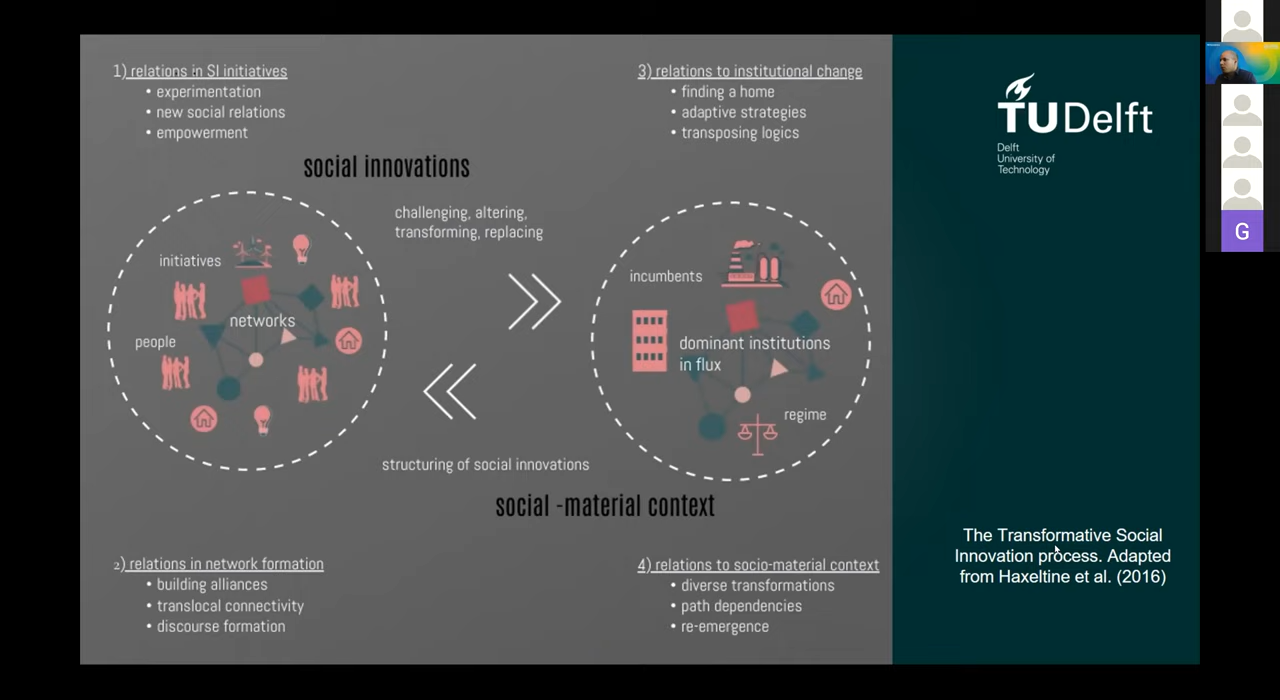 1) relations in SI initiatives
• experimentation
• new social relations
• empowerment
3) relations to institutional change
• finding a home
• adaptive strategies
• transposing logics
social innovations
challenging, altering,
transforming, replacing
initiatives
networks
people
incumbents
dominant institutions
in flux
regime
structuring of social innovations
social -material context
2) relations in network formation
• building alliances
• translocal connectivity
• discourse formation
4) relations to socio-material context
• diverse transformations
• path dependencies
• re-emergence
TU Delft
Delft
University of
Technology
The Transformative Social
Innovation process. Adapted
from Haxeltine et al. (2016)
G